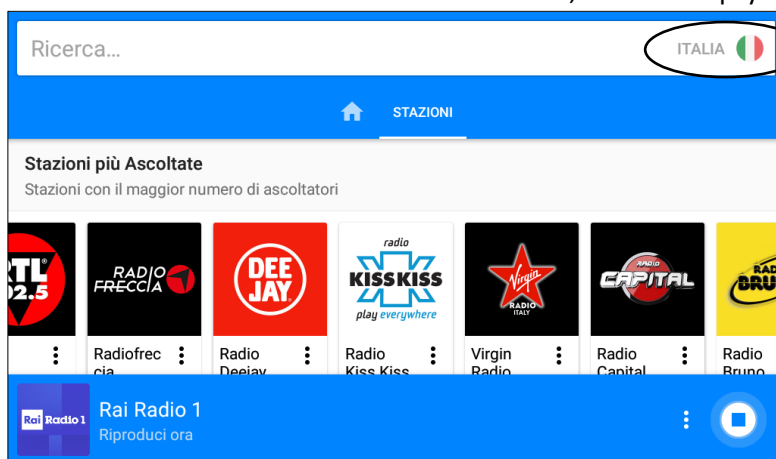 Ricerca...
ITALIA
STAZIONI
Stazioni più Ascoltate
Stazioni con il maggior numero di ascoltatori
RADIO
FRECCIA
DEE
JAY
radio
KISSKISS
play everywhere
Virgin
RADIO
ITALY
RADIO
CAPITAL
Radiofrec
cia
Radio
Deejay
Radio
Kiss Kiss
Virgin
Radio
Radio
Capital
Radio
Bruno
Rai Radio 1
Rai Radio 1
Riproduci ora